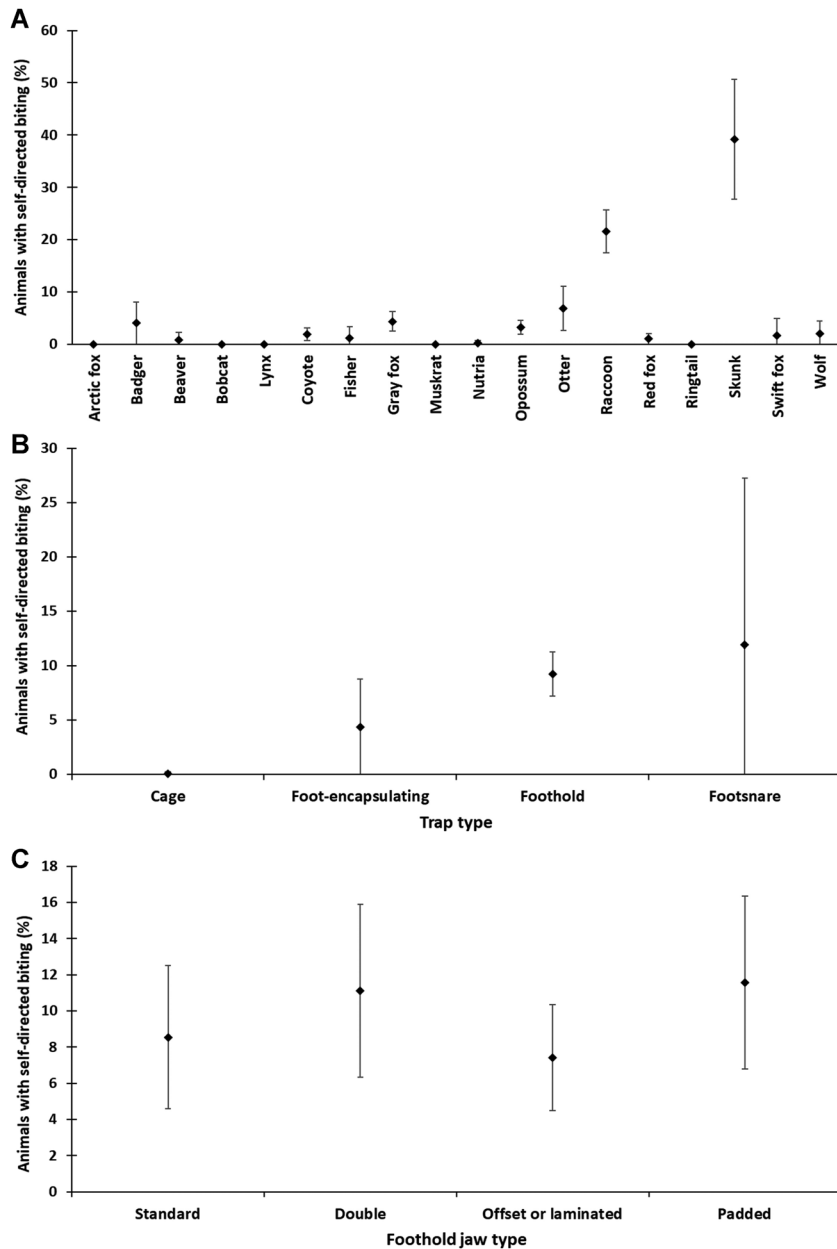 A
Animals with self-directed biting (%)
60
50
40
30
20
10
0
Arctic fox
Badger
Beaver
Bobcat
Lynx
Coyote
Fisher
Gray fox
Muskrat
Nutria
Opossum
Otter
Raccoon
Red fox
Ringtail
Skunk
Swift fox
Wolf
B
Animals with self-directed biting (%)
30
25
20
15
10
5
0
Cage Foot-encapsulating Foothold Footsnare
Trap type
C
Animals with self-directed biting (%)
18
16
14
12
10
8
6
4
2
0
Standard Double Offset or laminated Padded
Foothold jaw type